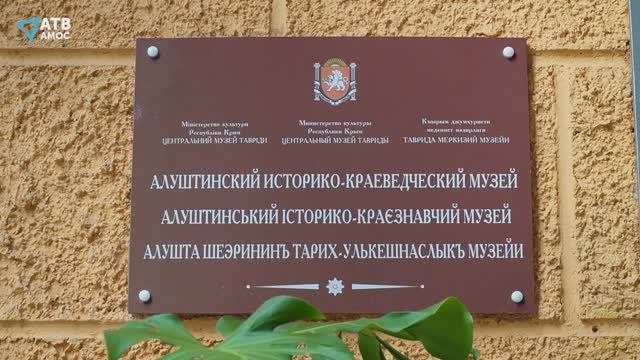 АТВ
АМОС
Міністерство культури
Республіки Крим
ЦЕНТРАЛЬНИЙ МУЗЕЙ ТАВРІДИ
Министерство культуры
Республики Крым
ЦЕНТРАЛЬНЫЙ МУЗЕЙ ТАВРИДЫ
Къырым джумхуриети
медениет назирлиги
ТАВРИДА МЕРКИЗИЙ МУЗЕЙИ
АЛУШТИНСКИЙ ИСТОРИКО-КРАЕВЕДЧЕСКИЙ МУЗЕЙ
АЛУШТИНСЬКИЙ ІСТОРИКО-КРАЄЗНАВЧИЙ МУЗЕЙ
АЛУШТА ШЕЭРИНИНЪ ТАРИХ-УЛЬКЕШНАСЛЫКЪ МУЗЕЙИ